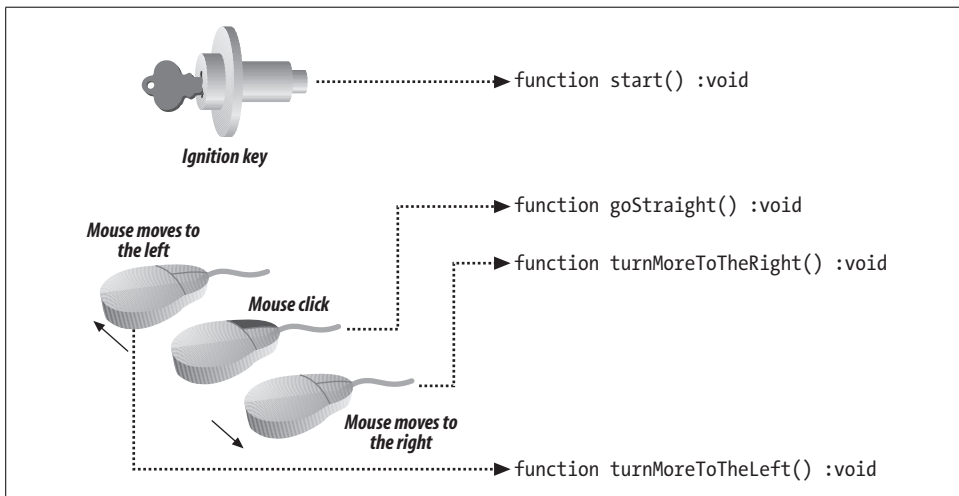 function start() :void
Ignition key
function goStraight() :void
Mouse moves to
the left
function turnMoreToTheRight() :void
Mouse click
Mouse moves to
the right
function turnMoreToTheLeft() :void